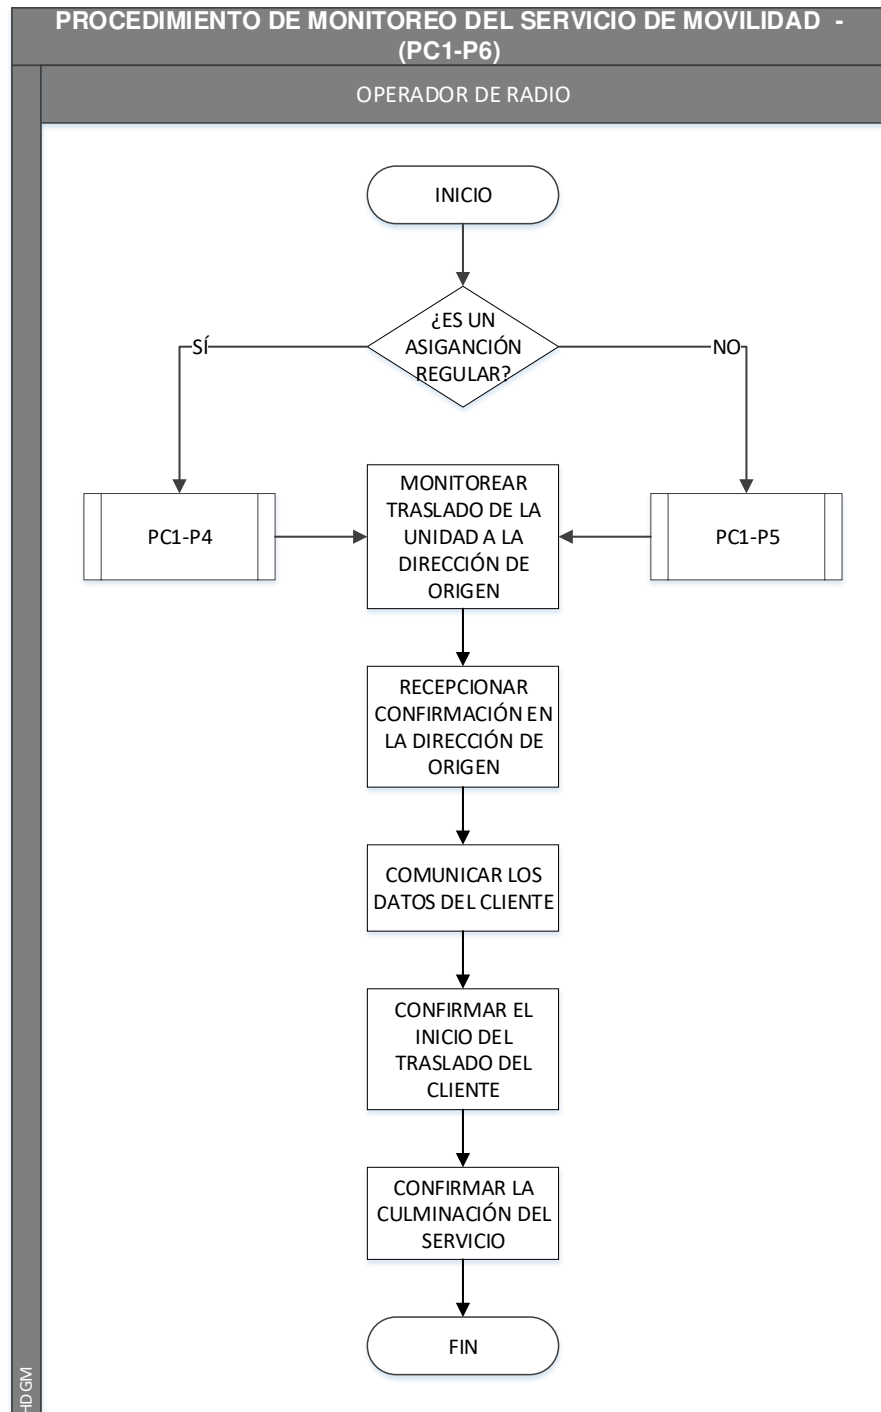 PROCEDIMIENTO DE MONITOREO DEL SERVICIO DE MOVILIDAD -
(PC1-P6)
OPERADOR DE RADIO
INICIO
¿ES UN
ASIGANCIÓN
REGULAR?
SÍ
NO
PC1-P4
MONITOREAR
TRASLADO DE LA
UNIDAD A LA
DIRECCIÓN DE
ORIGEN
PC1-P5
RECEPCIONAR
CONFIRMACIÓN EN
LA DIRECCIÓN DE
ORIGEN
COMUNICAR LOS
DATOS DEL CLIENTE
CONFIRMAR EL
INICIO DEL
TRASLADO DEL
CLIENTE
CONFIRMAR LA
CULMINACIÓN DEL
SERVICIO
FIN
HDGM